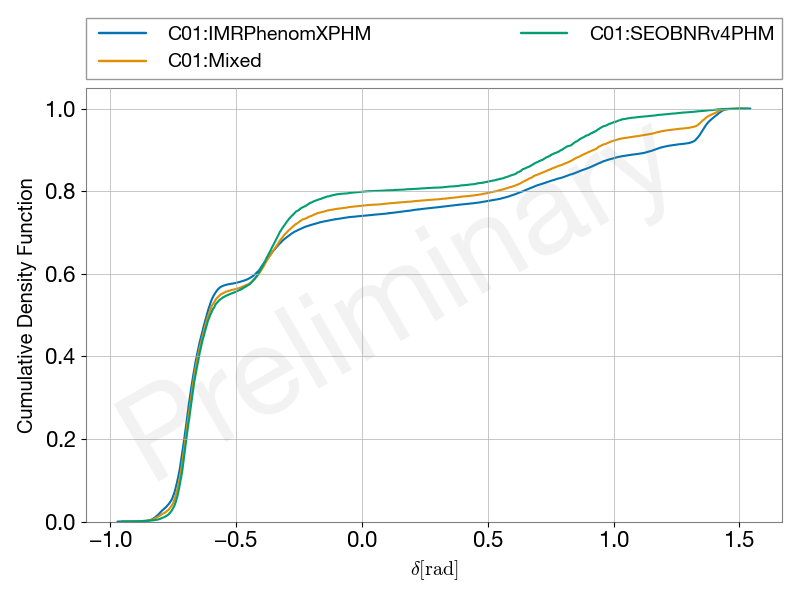 C01:IMRPhenomXPHM C01:SEOBNRv4PHM
C01:Mixed
Cumulative Density Function
1.0
0.8
0.6
0.4
0.2
0.0
Preliminary
−1.0 −0.5 0.0 0.5 1.0 1.5
δ[rad]